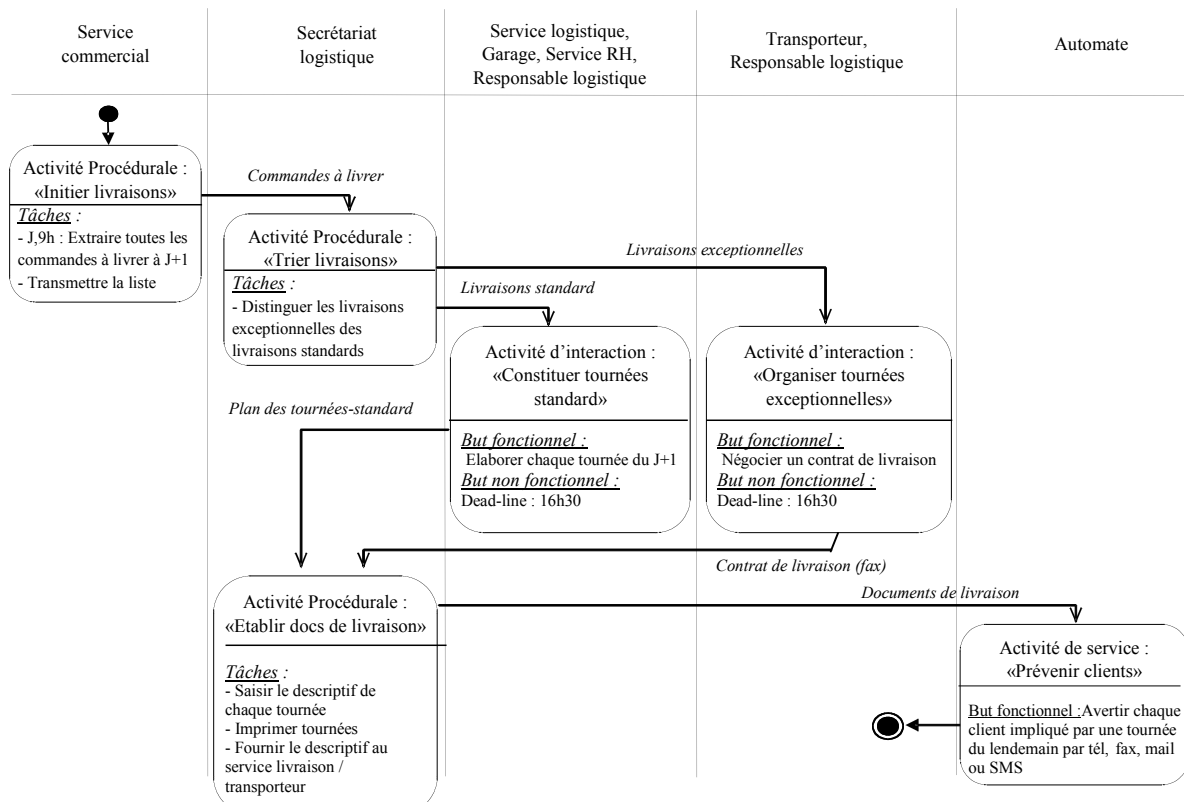 Service
commercial
Secrétariat
logistique
Service logistique,
Garage, Service RH,
Responsable logistique
Transporteur,
Responsable logistique
Automate
Activité Procédurale :
«Initier livraisons»
Tâches :
- J,9h : Extraire toutes les
commandes à livrer à J+1
- Transmettre la liste
Commandes à livrer
Activité Procédurale :
«Trier livraisons»
Tâches :
- Distinguer les livraisons
exceptionnelles des
livraisons standards
Livraisons exceptionnelles
Livraisons standard
Activité d’interaction :
«Constituer tournées
standard»
But fonctionnel :
Elaborer chaque tournée du J+1
But non fonctionnel :
Dead-line : 16h30
Activité d’interaction :
«Organiser tournées
exceptionnelles»
But fonctionnel :
Négocier un contrat de livraison
But non fonctionnel :
Dead-line : 16h30
Plan des tournées-standard
Contrat de livraison (fax)
Activité Procédurale :
«Etablir docs de livraison»
Tâches :
- Saisir le descriptif de
chaque tournée
- Imprimer tournées
- Fournir le descriptif au
service livraison /
transporteur
Documents de livraison
Activité de service :
«Prévenir clients»
But fonctionnel :Avertir chaque
client impliqué par une tournée
du lendemain par tél, fax, mail
ou SMS